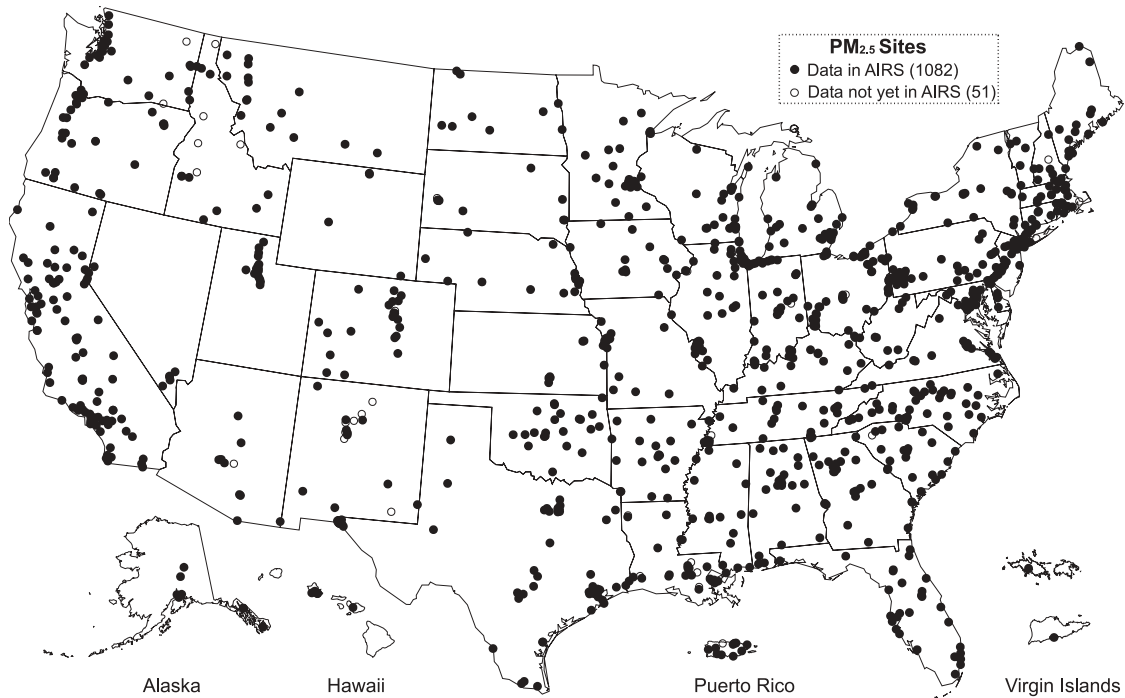 PM2.5 Sites
Data in AIRS (1082)
Data not yet in AIRS (51)
Alaska
Hawaii
Puerto Rico
Virgin Islands